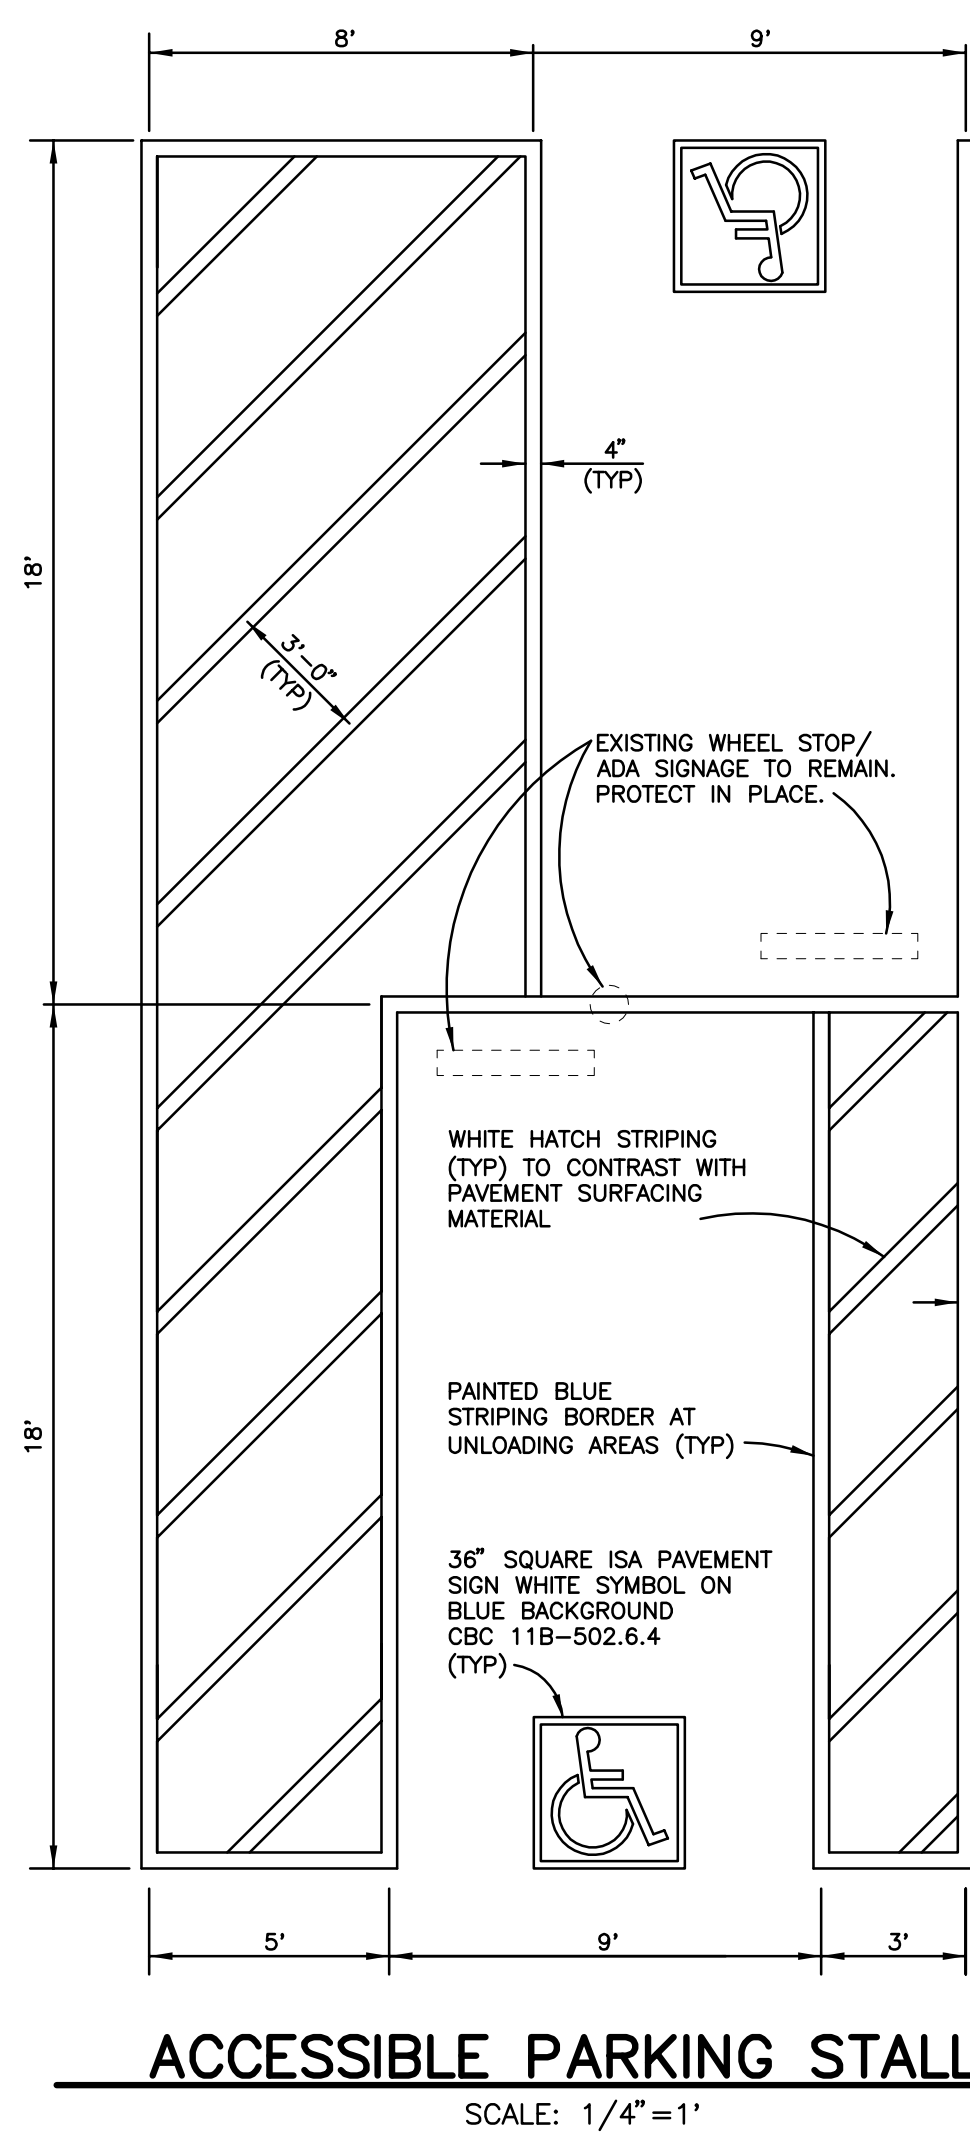 8'
9'
4"
(TYP)
18'
3'-0"
(TYP)
EXISTING WHEEL STOP/
ADA SIGNAGE TO REMAIN.
PROTECT IN PLACE.
WHITE HATCH STRIPING
(TYP) TO CONTRAST WITH
PAVEMENT SURFACING
MATERIAL
18'
PAINTED BLUE
STRIPING BORDER AT
UNLOADING AREAS (TYP)
36" SQUARE ISA PAVEMENT
SIGN WHITE SYMBOL ON
BLUE BACKGROUND
CBC 11B-502.6.4
(TYP)
5'
9'
3'
ACCESSIBLE PARKING STALL
SCALE: 1/4"=1'